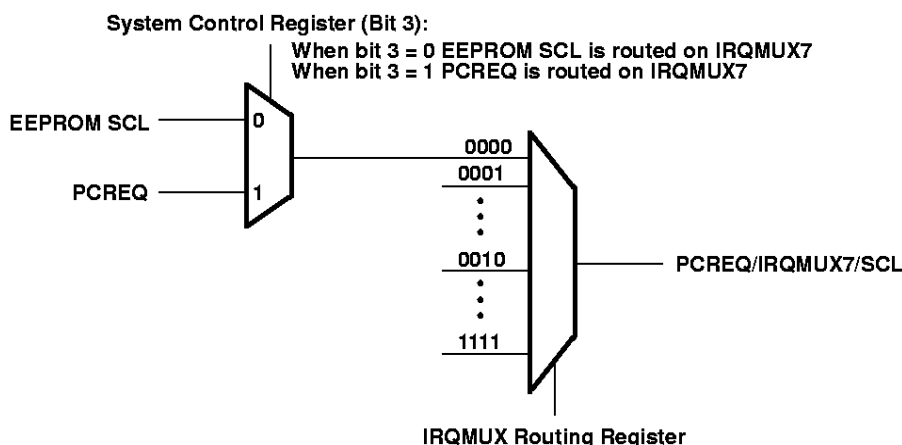 System Control Register (Bit 3):
When bit 3 = 0 EEPROM SCL is routed on IRQMUX7
When bit 3 = 1 PCREQ is routed on IRQMUX7
EEPROM SCL
0
PCREQ
1
0000
0001
0010
1111
PCREQ/IRQMUX7/SCL
IRQMUX Routing Register